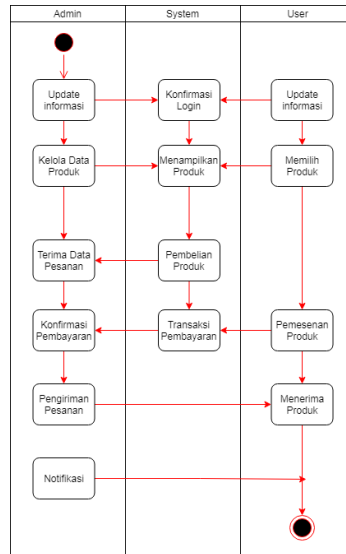 Admin
System
User
Update
informasi
Konfirmasi
Login
Update
informasi
Kelola Data
Produk
Menampilkan
Produk
Memilih
Produk
Terima Data
Pesanan
Pembelian
Produk
Konfirmasi
Pembayaran
Transaksi
Pembayaran
Pemesenan
Produk
Pengiriman
Pesanan
Menerima
Produk
Notifikasi